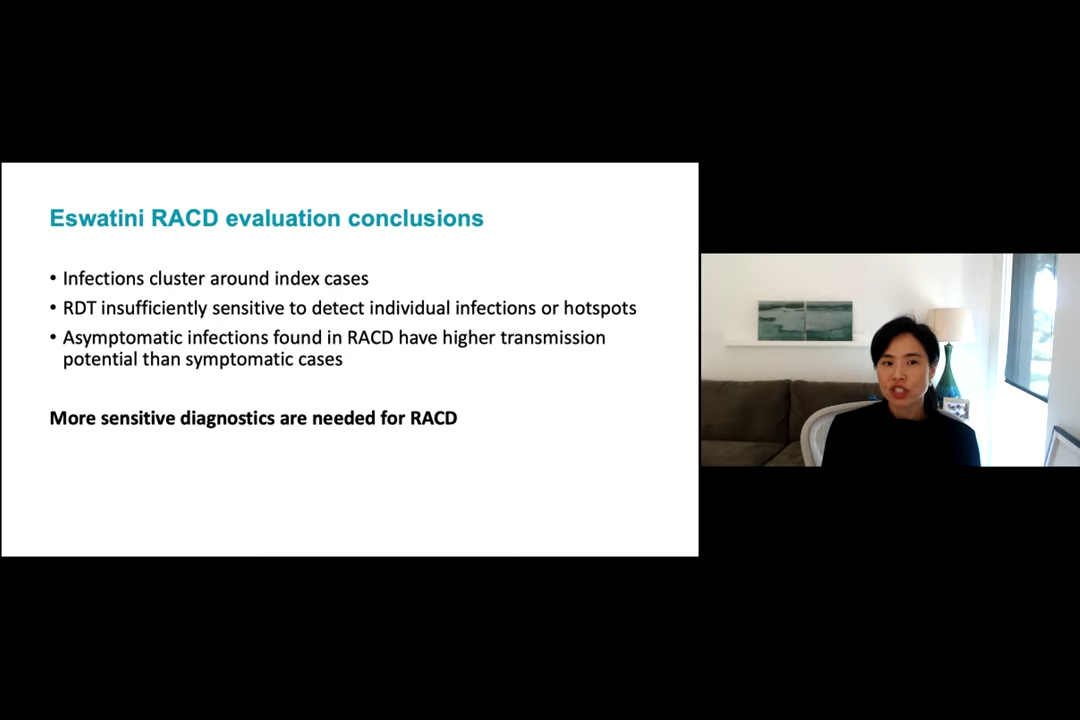 Eswatini RACD evaluation conclusions
• Infections cluster around index cases
• RDT insufficiently sensitive to detect individual infections or hotspots
• Asymptomatic infections found in RACD have higher transmission
potential than symptomatic cases
More sensitive diagnostics are needed for RACD